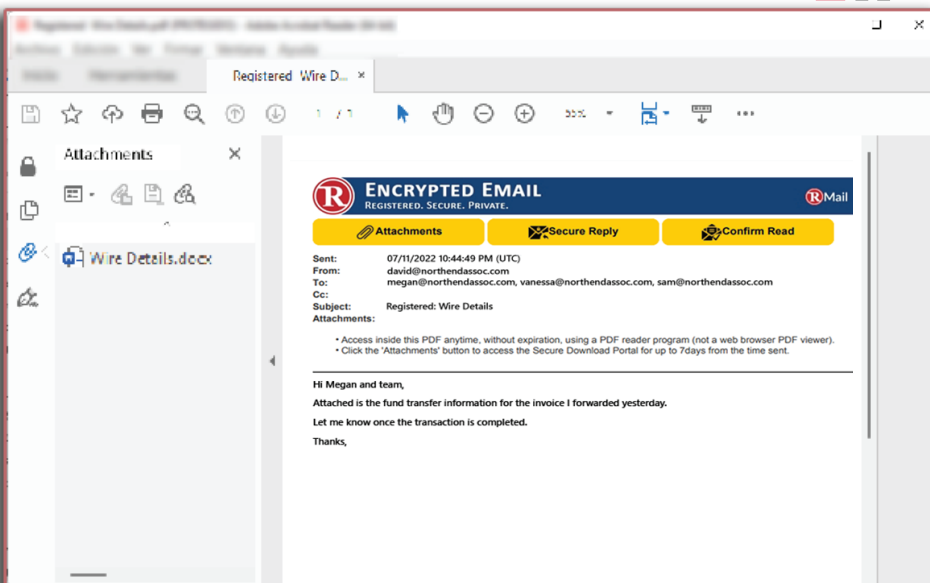 Registered Wire D... ×
1 / 1
Attachments
Wire Details.docx
R ENCRYPTED EMAIL
REGISTERED. SECURE. PRIVATE.
R Mail
Attachments Secure Reply Confirm Read
Sent: 07/11/2022 10:44:49 PM (UTC)
From: david@northendassoc.com
To: megan@northendassoc.com, vanessa@northendassoc.com, sam@northendassoc.com
Cc:
Subject: Registered: Wire Details
Attachments:
• Access inside this PDF anytime, without expiration, using a PDF reader program (not a web browser PDF viewer).
• Click the 'Attachments' button to access the Secure Download Portal for up to 7days from the time sent.
Hi Megan and team,
Attached is the fund transfer information for the invoice I forwarded yesterday.
Let me know once the transaction is completed.
Thanks,